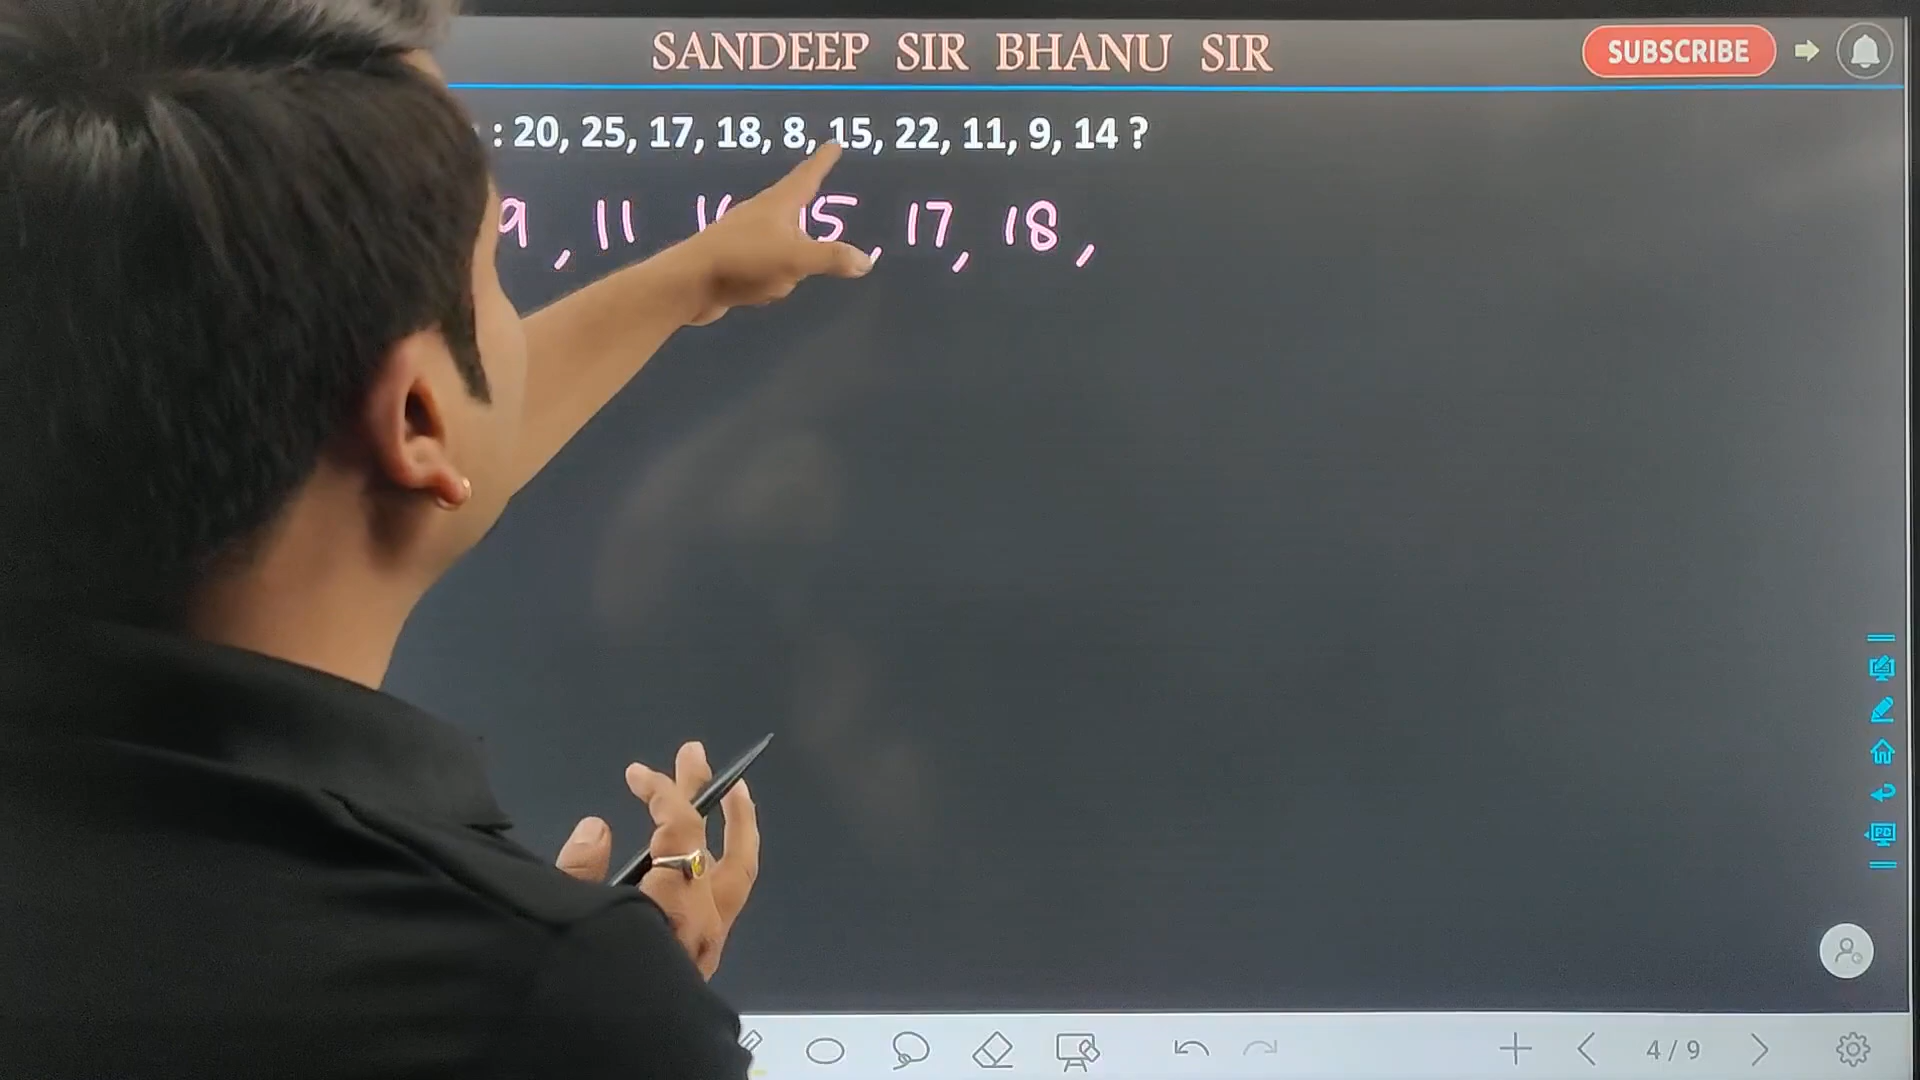 SANDEEP SIR BHANU SIR
SUBSCRIBE
: 20, 25, 17, 18, 8, 15, 22, 11, 9, 14 ?
9 , 11 15 , 17 , 18 ,
PD
4 / 9